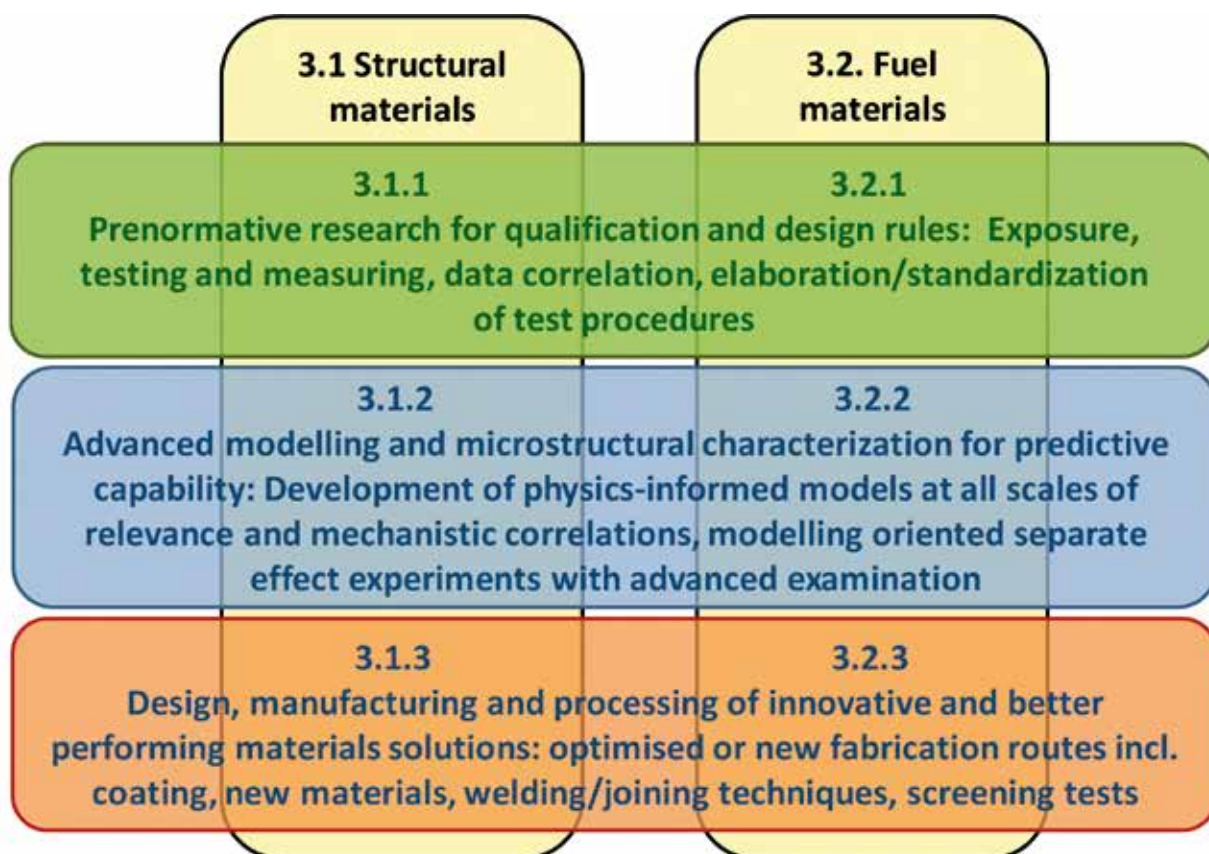 3.1 Structural
materials
3.2. Fuel
materials
3.1.1
3.2.1
Prenormative research for qualification and design rules: Exposure,
testing and measuring, data correlation, elaboration/standardization
of test procedures
3.1.2
3.2.2
Advanced modelling and microstructural characterization for predictive
capability: Development of physics-informed models at all scales of
relevance and mechanistic correlations, modelling oriented separate
effect experiments with advanced examination
3.1.3
3.2.3
Design, manufacturing and processing of innovative and better
performing materials solutions: optimised or new fabrication routes incl.
coating, new materials, welding/joining techniques, screening tests